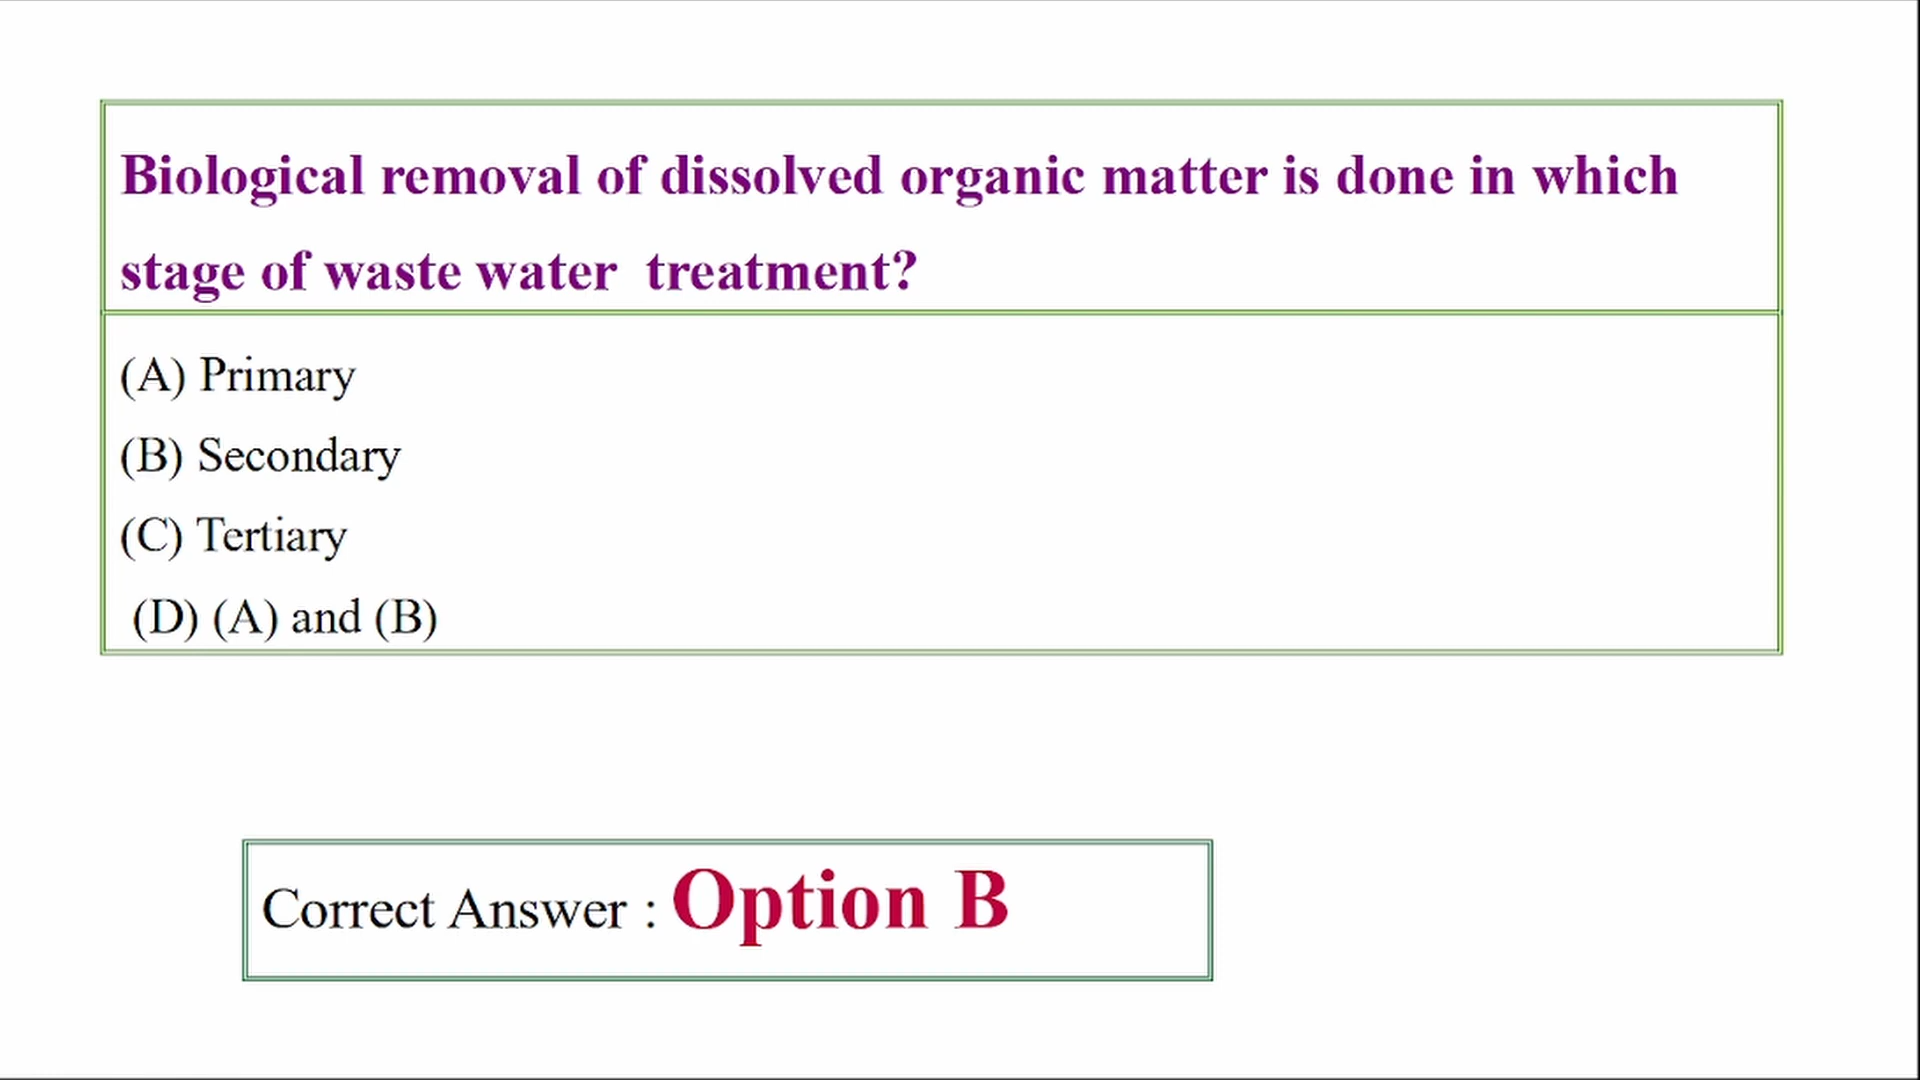 Biological removal of dissolved organic matter is done in which
stage of waste water  treatment?
(A) Primary
(B) Secondary
(C) Tertiary
(D) (A) and (B)
Correct Answer : Option B